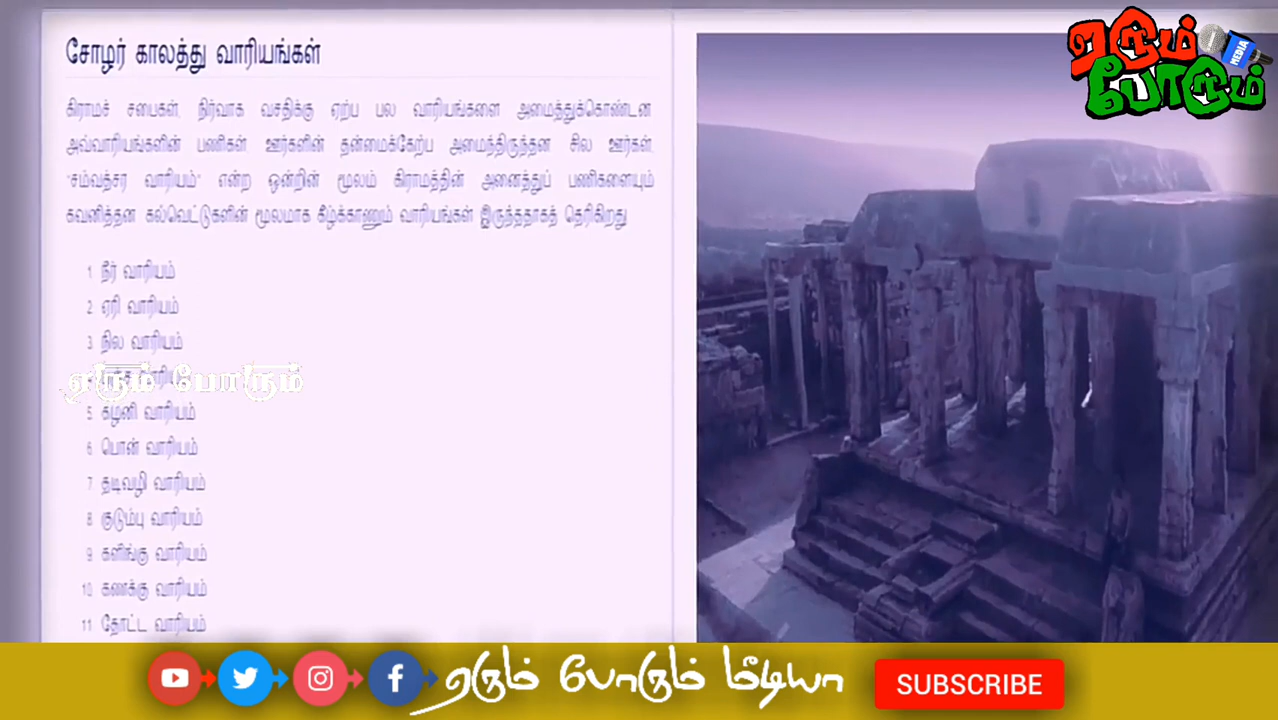 சோழர் காலத்து வாரியங்கள்
ஏரும்
போரும்
MEDIA
கிராமச் சபைகள், நிர்வாக வசதிக்கு ஏற்ப பல வாரியங்களை அமைத்துக்கொண்டன
அவ்வாரியங்களின் பணிகள் ஊர்களின் தன்மைக்கேற்ப அமைந்திருந்தன சில ஊர்கள்,
"சம்வத்சர வாரியம்" என்ற ஒன்றின் மூலம் கிராமத்தின் அனைத்துப் பணிகளையும்
கவனித்தன கல்வெட்டுகளின் மூலமாக கீழ்க்காணும் வாரியங்கள் இருந்ததாகத் தெரிகிறது
1 நீர் வாரியம்
2 ஏரி வாரியம்
3 நில வாரியம்
ஏரும் போரும்
5 கழனி வாரியம்
6 பொன் வாரியம்
7 தடிவழி வாரியம்
8 குடும்பு வாரியம்
9 களிங்கு வாரியம்
10 கணக்கு வாரியம்
11 தோட்ட வாரியம்
ஏரும் போரும் மீடியா
SUBSCRIBE